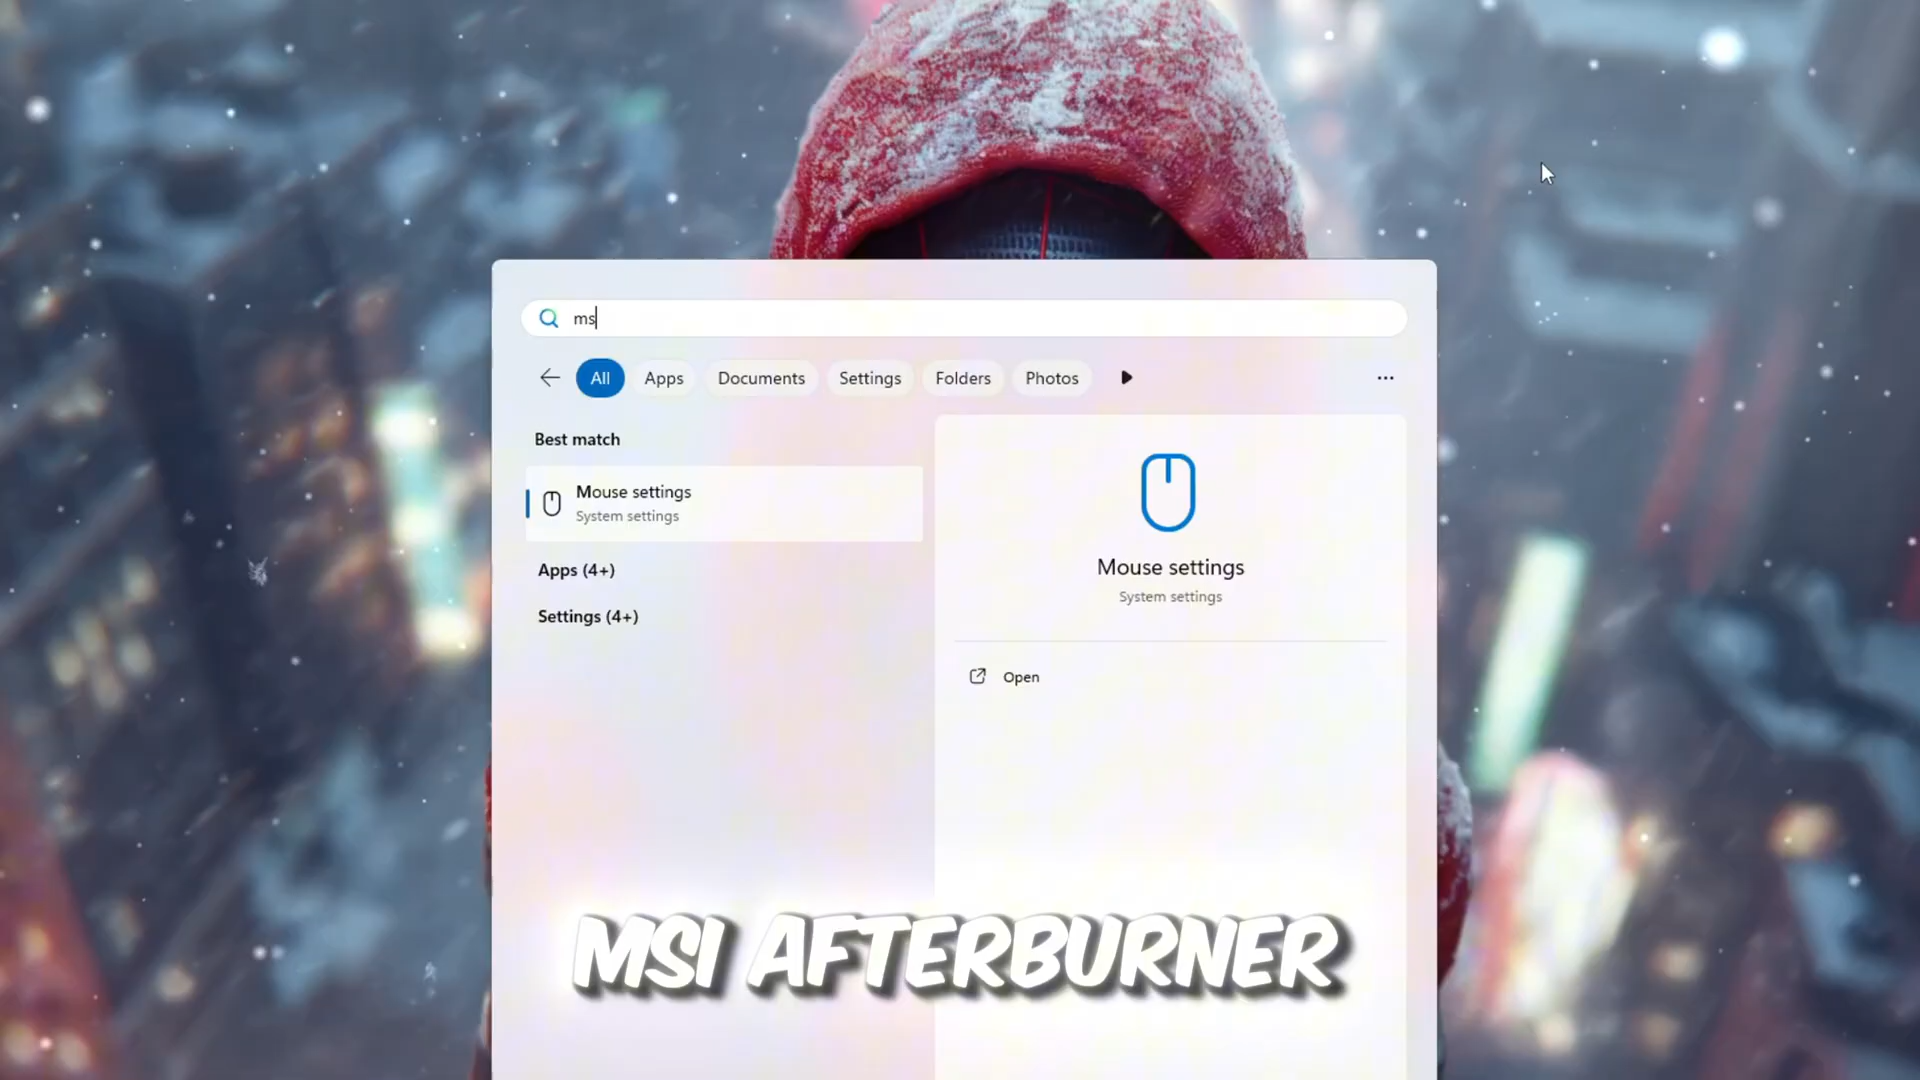 ms
All Apps Documents Settings Folders Photos
Best match
Mouse settings
System settings
Apps (4+)
Settings (4+)
Mouse settings
System settings
Open
MSI AFTERBURNER